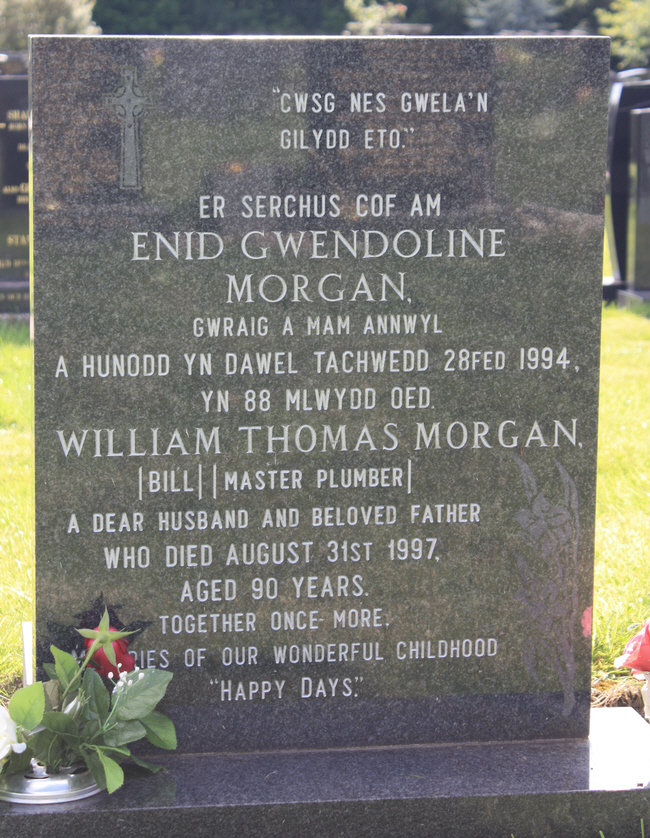 "CWSG NES GWELA'N
GILYDD ETO."
ER SERCHUS COF AM
ENID GWENDOLINE
MORGAN,
GWRAIG A MAM ANNWYL
A HUNODD YN DAWEL TACHWEDD 28FED 1994,
YN 88 MLWYDD OED.
WILLIAM THOMAS MORGAN,
|BILL| |MASTER PLUMBER|
A DEAR HUSBAND AND BELOVED FATHER
WHO DIED AUGUST 31ST 1997,
AGED 90 YEARS.
TOGETHER ONCE MORE.
OF OUR WONDERFUL CHILDHOOD
"HAPPY DAYS".